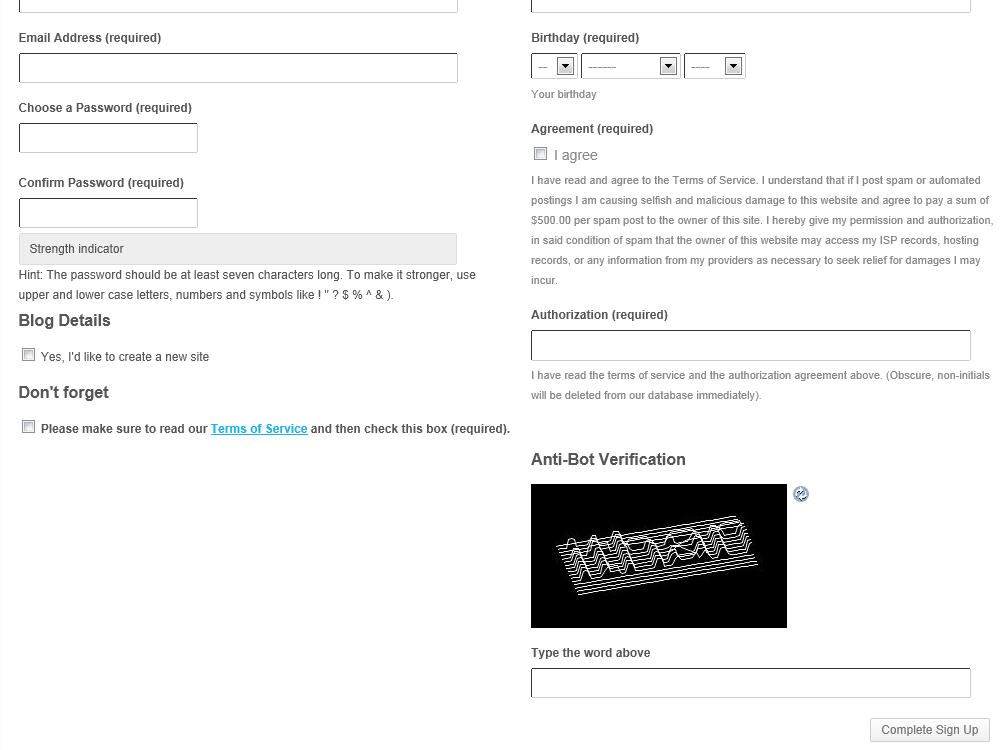 Email Address (required)
Choose a Password (required)
Confirm Password (required)
Strength indicator
Hint: The password should be at least seven characters long. To make it stronger, use
upper and lower case letters, numbers and symbols like ! " ? $ % ^ & ).
Blog Details
Yes, I'd like to create a new site
Don't forget
Please make sure to read our Terms of Service and then check this box (required).
Birthday (required)
--
------
----
Your birthday
Agreement (required)
I agree
I have read and agree to the Terms of Service. I understand that if I post spam or automated
postings I am causing selfish and malicious damage to this website and agree to pay a sum of
$500.00 per spam post to the owner of this site. I hereby give my permission and authorization,
in said condition of spam that the owner of this website may access my ISP records, hosting
records, or any information from my providers as necessary to seek relief for damages I may
incur.
Authorization (required)
I have read the terms of service and the authorization agreement above. (Obscure, non-initials
will be deleted from our database immediately).
Anti-Bot Verification
Type the word above
Complete Sign Up